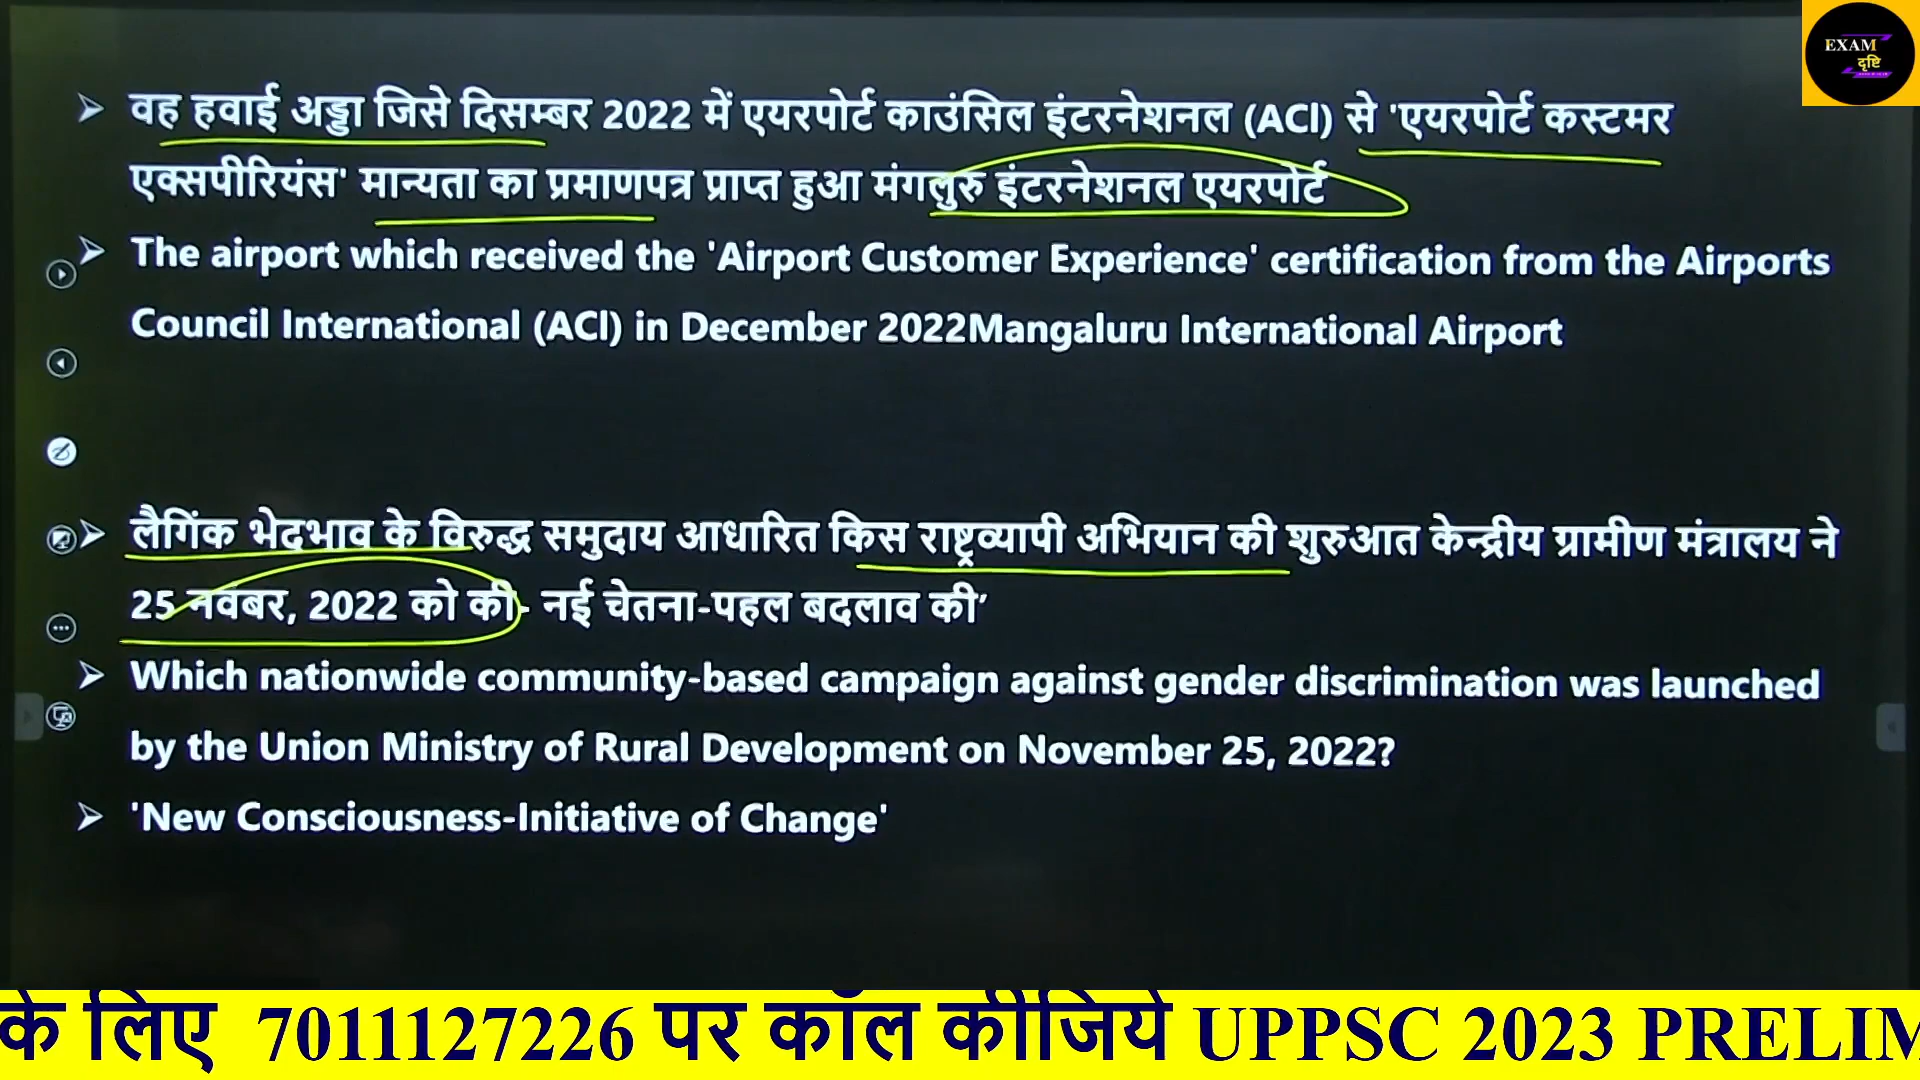 EXAM
दृष्टि
वह हवाई अड्डा जिसे दिसम्बर 2022 में एयरपोर्ट काउंसिल इंटरनेशनल (ACI) से 'एयरपोर्ट कस्टमर
एक्सपीरियंस' मान्यता का प्रमाणपत्र प्राप्त हुआ मंगलुरु इंटरनेशनल एयरपोर्ट
The airport which received the 'Airport Customer Experience' certification from the Airports
Council International (ACI) in December 2022Mangaluru International Airport
लैगिंक भेदभाव के विरुद्ध समुदाय आधारित किस राष्ट्रव्यापी अभियान की शुरुआत केन्द्रीय ग्रामीण मंत्रालय ने
25 नवंबर, 2022 को की- नई चेतना-पहल बदलाव की’
Which nationwide community-based campaign against gender discrimination was launched
by the Union Ministry of Rural Development on November 25, 2022?
'New Consciousness-Initiative of Change'
के लिए 7011127226 पर कॉल कीजिये UPPSC 2023 PRELIM